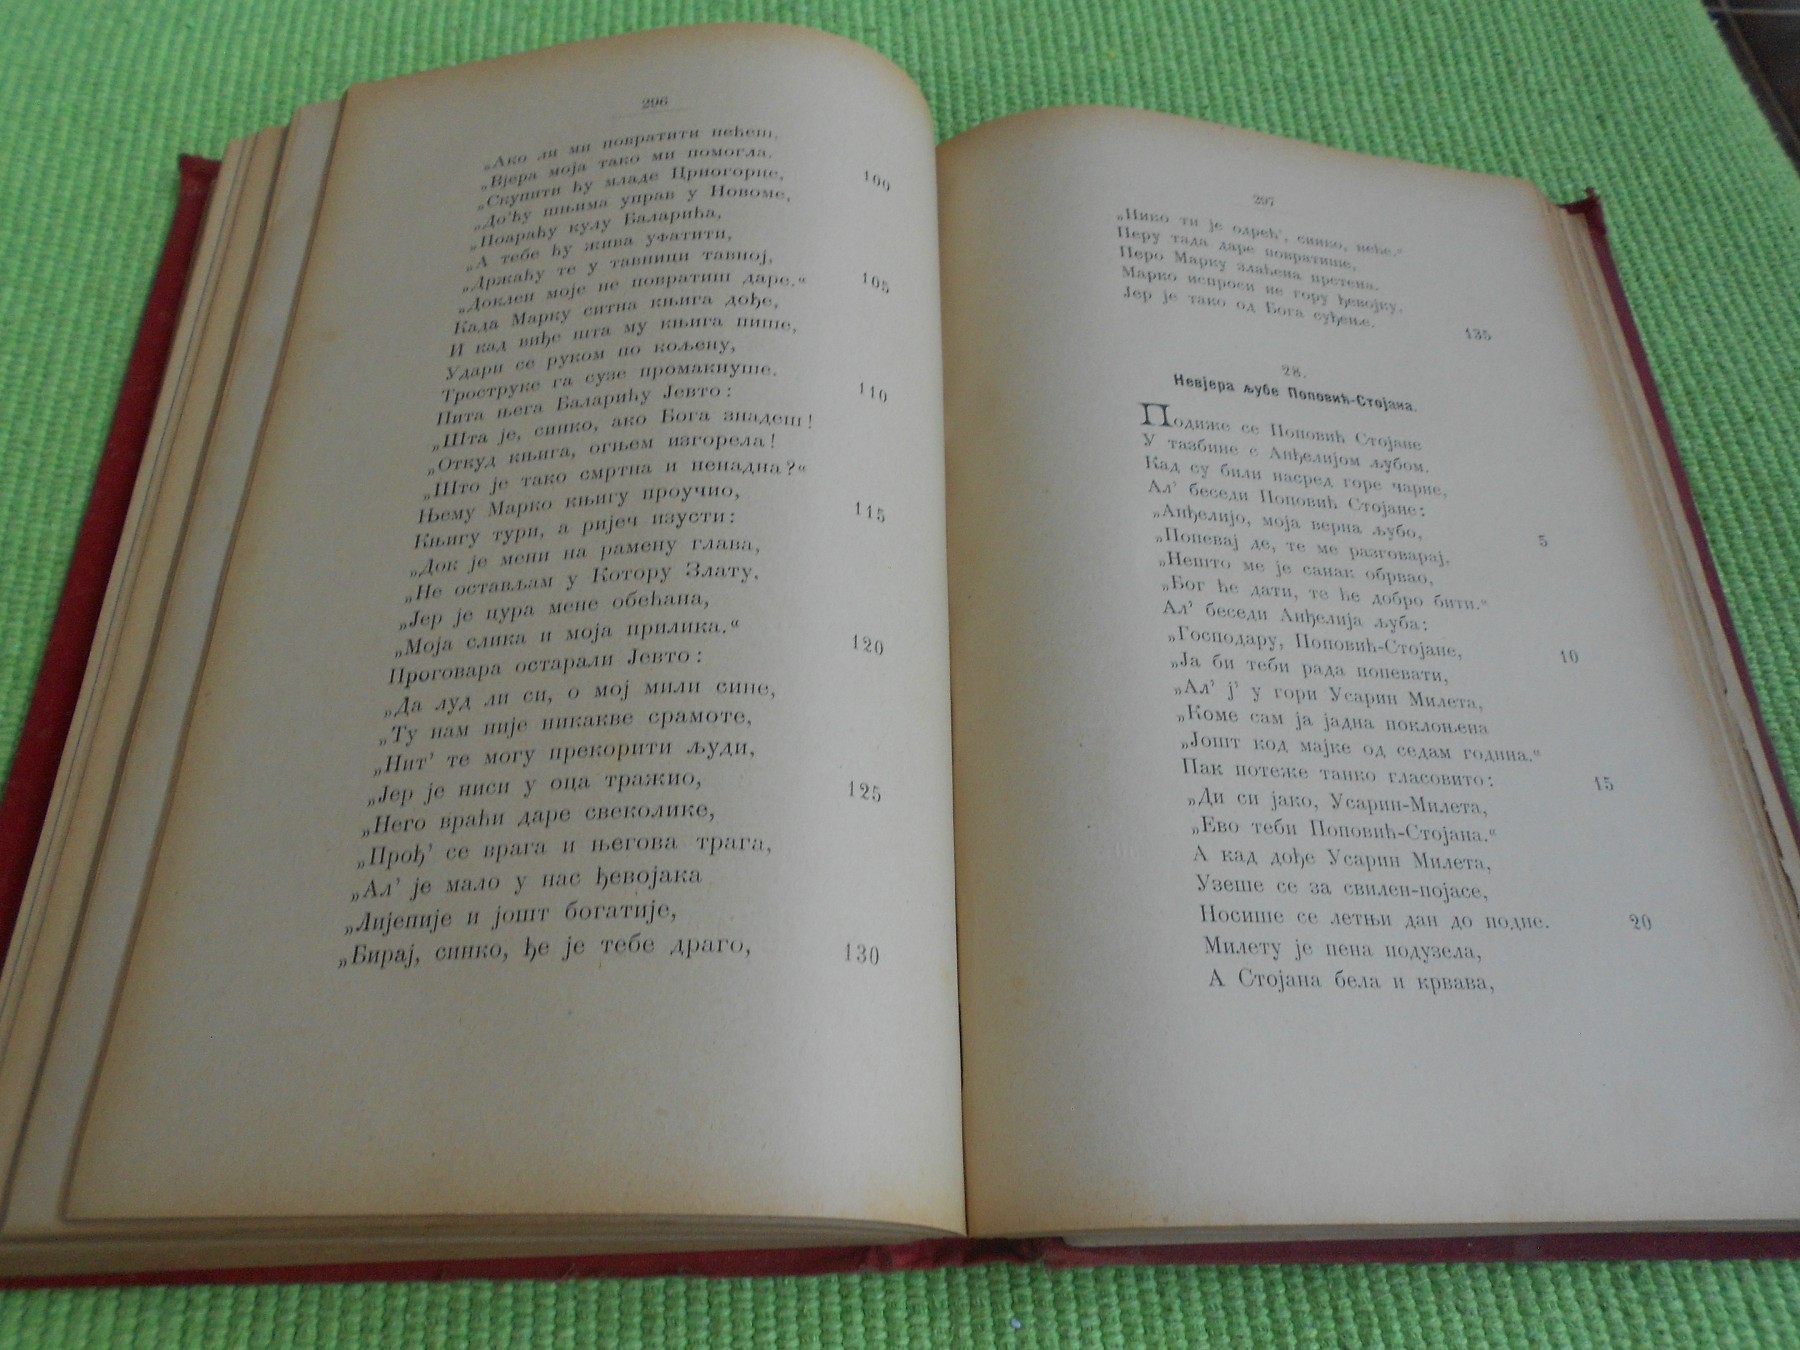 296
„Ако ли ми повратити нећеш,
„Вјера моја тако ми помогла,
„Скупити ћу младе Црногорце, 100
„До'ћу шњима управ у Новоме,
„Поараћу кулу Баларића,
„А тебе ћу жива уфатити,
„Држаћу те у тавници тавној,
„Доклен моје не повратиш даре.“ 105
Када Марку ситна књига дође,
И кад виђе шта му књига пише,
Удари се руком по кољену,
Троструке га сузе промакнуше.
Пита њега Баларићу Јевто: 110
„Шта је, синко, ако Бога знадеш!
„Откуд књига, огњем изгорела!
„Што је тако смртна и ненадна?“
Њему Марко књигу проучио,
Књигу тури, а ријеч изусти: 115
„Док је мени на рамену глава,
„Не остављам у Котору Злату,
„Јер је цура мене обећана,
„Моја слика и моја прилика.“
Проговара остарали Јевто: 120
„Да луд ли си, о мој мили сине,
„Ту нам није никакве срамоте,
„Нит’ те могу прекорити људи,
„Јер је ниси у оца тражио,
„Него враћи даре свеколике, 125
„Прођ’ се врага и његова трага,
„Ал’ је мало у нас ђевојака
„Лијепије и јошт богатије,
„Бирај, синко, ђе је тебе драго, 130
297
„Нико ти је одрећ’, синко, неће.“
Перу тада даре повратише,
Перо Марку злаћена прстена.
Марко испроси не гору ђевојку,
Јер је тако од Бога суђење. 135
28.
Невјера љубе Поповић-Стојана.
Подиже се Поповић Стојане
У тазбине с Анђелијом љубом.
Кад су били насред горе чарне,
Ал’ беседи Поповић Стојане:
„Анђелијо, моја верна љубо, 5
„Попевај де, те ме разговарај,
„Нешто ме је санак обрвао,
„Бог ће дати, те ће добро бити.“
Ал’ беседи Анђелија љуба:
„Господару, Поповић-Стојане, 10
„Ја би теби рада попевати,
„Ал’ ј’ у гори Усарин Милета,
„Коме сам ја јадна поклоњена
„Јошт код мајке од седам година.“
Пак потеже танко гласовито: 15
„Ди си јако, Усарин-Милета,
„Ево теби Поповић-Стојана.“
А кад дође Усарин Милета,
Узеше се за свилен-појасе,
Носише се летњи дан до подне. 20
Милету је пена подузела,
А Стојана бела и крвава,